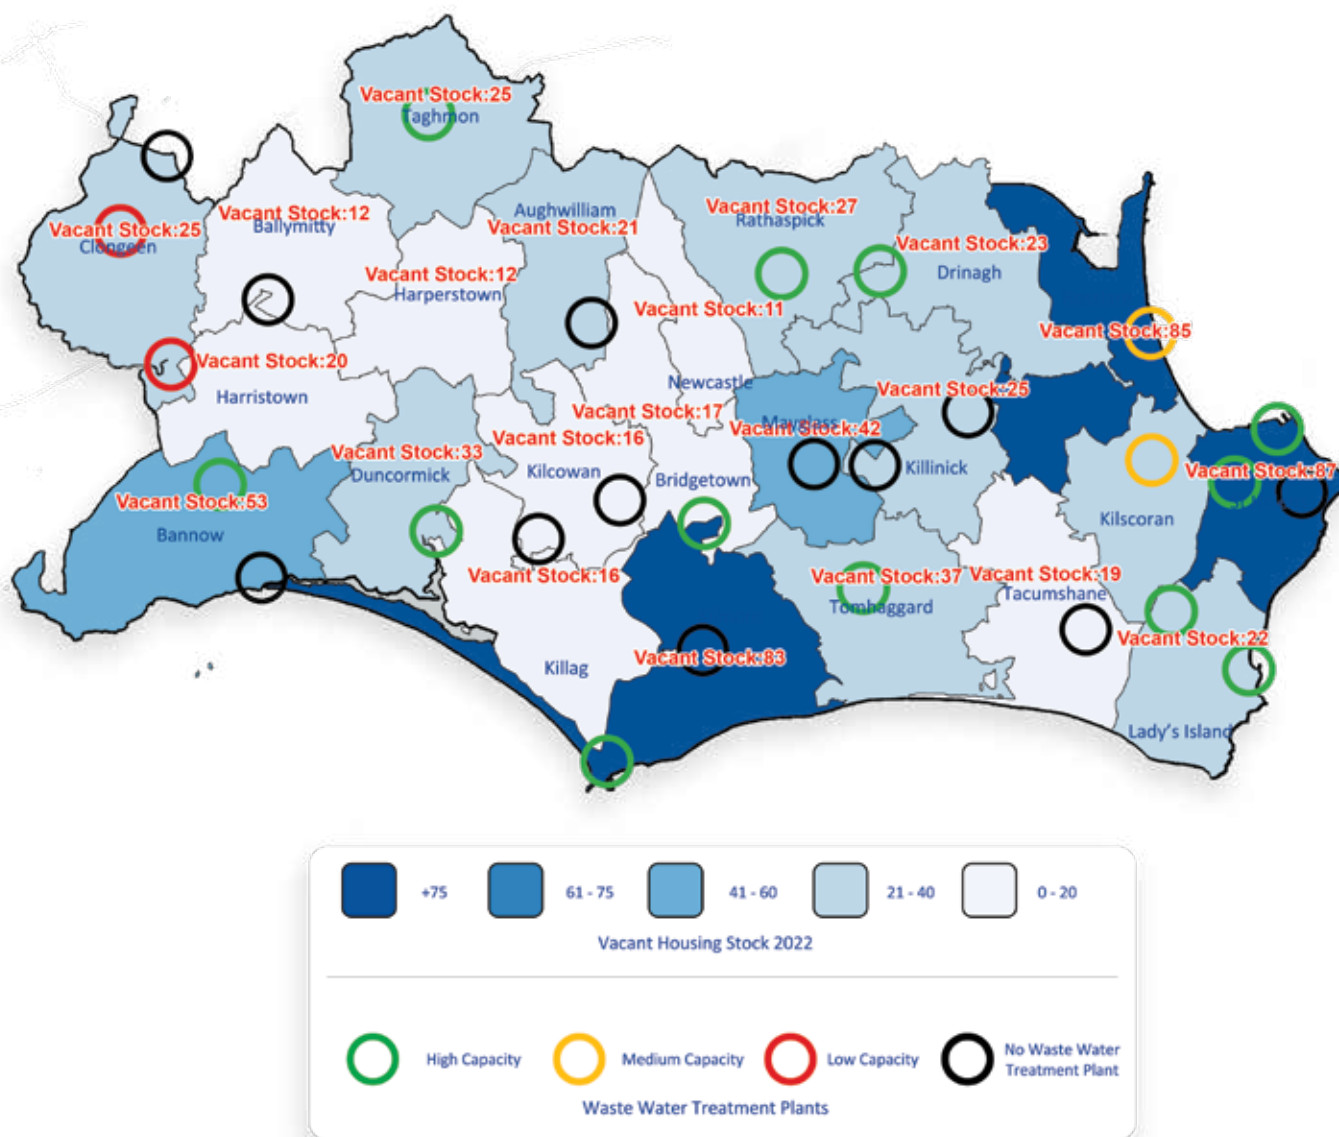 Vacant Stock:25
Taghmon
Vacant Stock:25
Clongeen
Vacant Stock:12
Ballymitty
Aughwilliam
Vacant Stock:21
Vacant Stock:27
Rathaspick
Vacant Stock:23
Drinagh
Vacant Stock:12
Harperstown
Vacant Stock:11
Newcastle
Vacant Stock:85
Vacant Stock:20
Harristown
Vacant Stock:25
Killinick
Vacant Stock:17
Bridgetown
Mayglass
Vacant Stock:42
Vacant Stock:16
Kilcowan
Vacant Stock:33
Duncormick
Vacant Stock:87
Vacant Stock:53
Bannow
Kilscoran
Vacant Stock:16
Killag
Vacant Stock:37
Tomhaggard
Vacant Stock:19
Tacumshane
Vacant Stock:22
Lady's Island
Vacant Stock:83
+75
61 - 75
41 - 60
21 - 40
0 - 20
Vacant Housing Stock 2022
High Capacity
Medium Capacity
Low Capacity
No Waste Water
Treatment Plant
Waste Water Treatment Plants